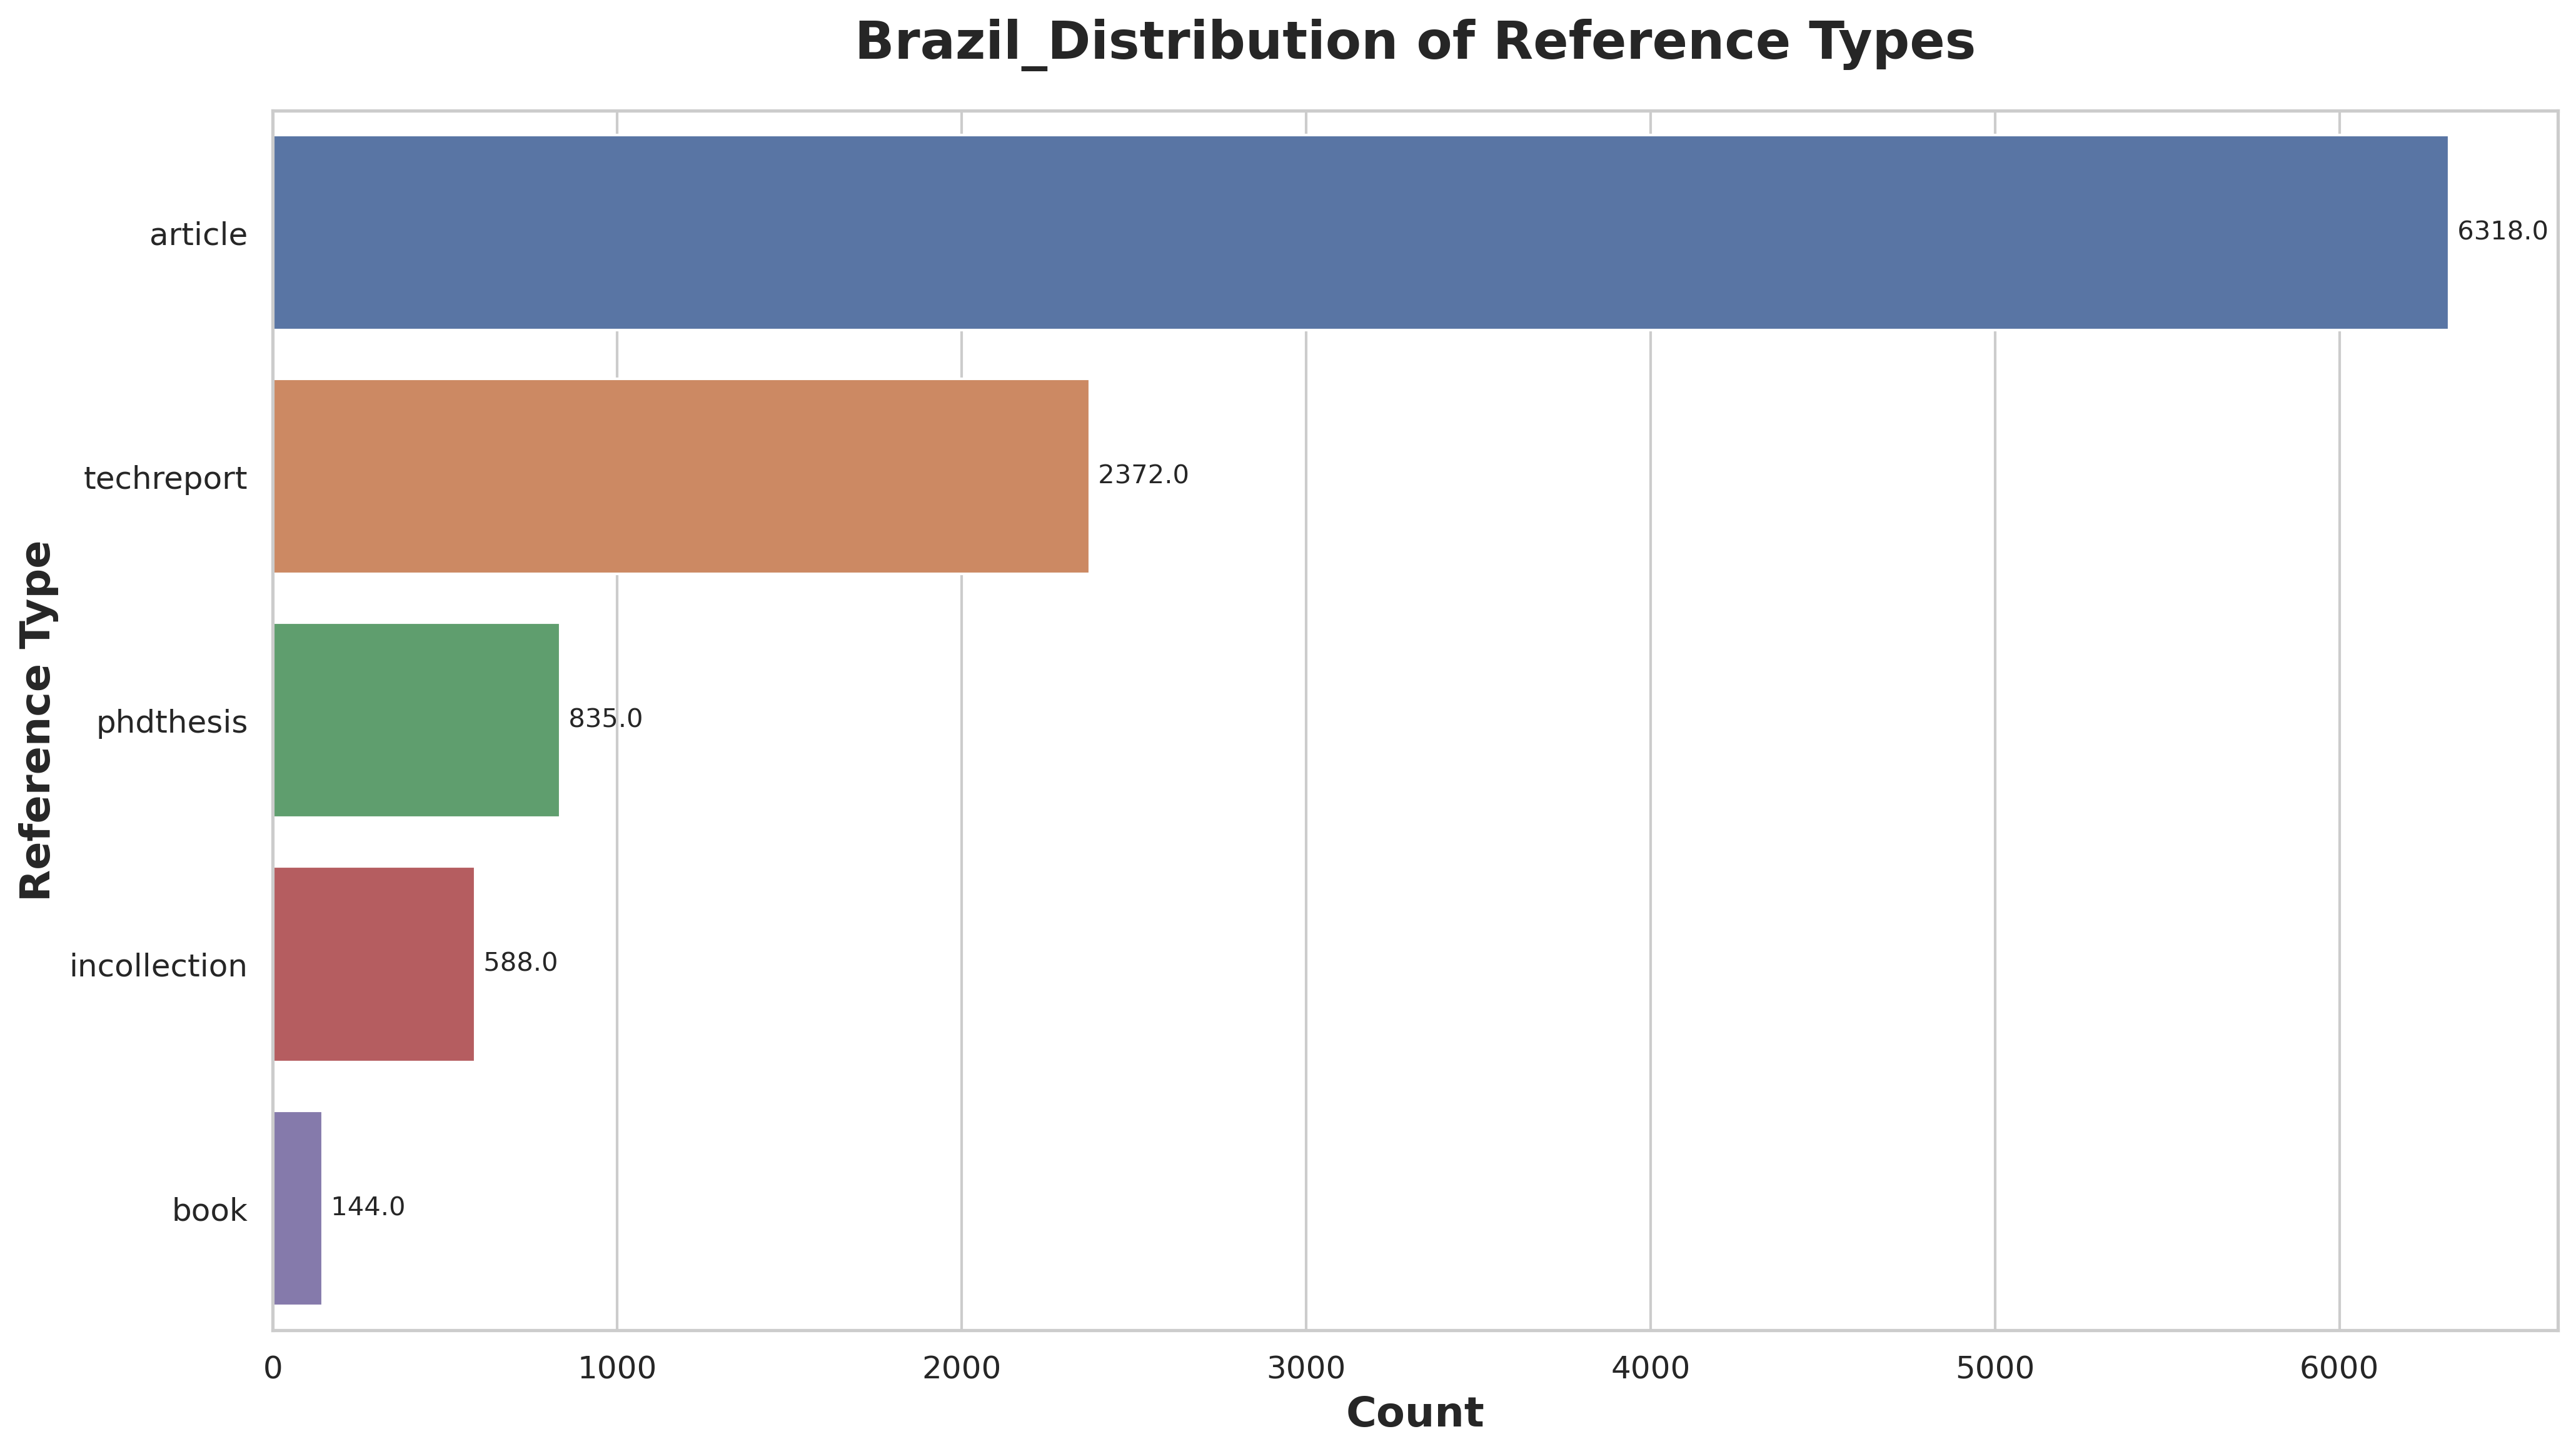 Brazil_Distribution of Reference Types
Reference Type
article
6318.0
techreport
2372.0
phdthesis
835.0
incollection
588.0
book
144.0
0 1000 2000 3000 4000 5000 6000
Count